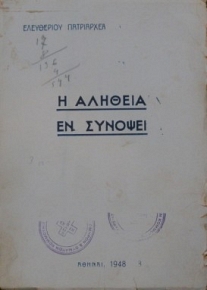 ΕΛΕΥΘΕΡΙΟΥ ΠΑΤΡΙΑΡΧΕΑ
Η ΑΛΗΘΕΙΑ
ΕΝ ΣΥΝΟΨΕΙ
ΑΘΗΝΑΙ, 1948